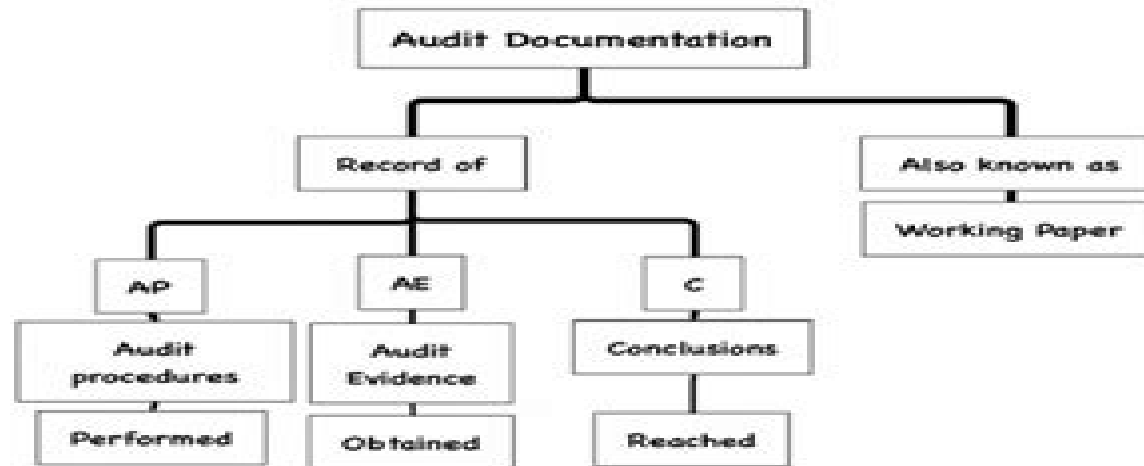 Audit Documentation
Record of
Also known as
Working Paper
AP
AE
C
Audit
procedures
Audit
Evidence
Conclusions
Performed
Obtained
Reached